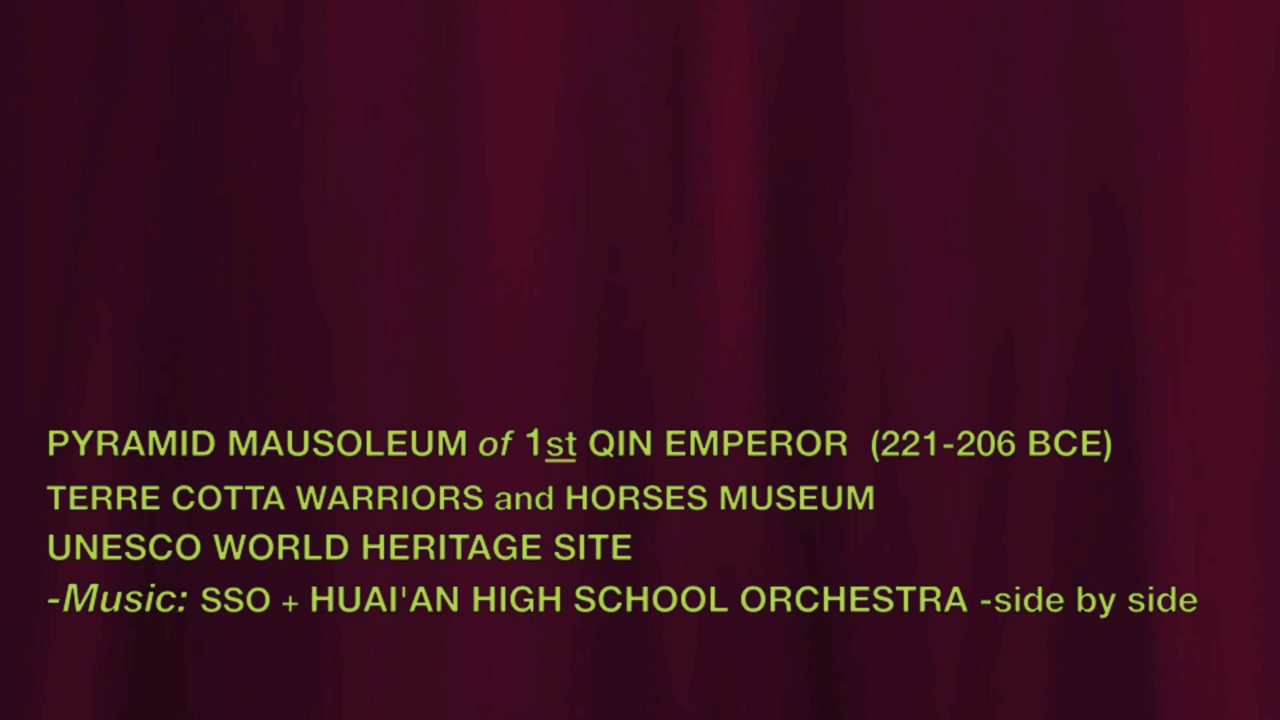 PYRAMID MAUSOLEUM of 1st QIN EMPEROR (221-206 BCE)
TERRE COTTA WARRIORS and HORSES MUSEUM
UNESCO WORLD HERITAGE SITE
-Music: SSO + HUAI'AN HIGH SCHOOL ORCHESTRA -side by side